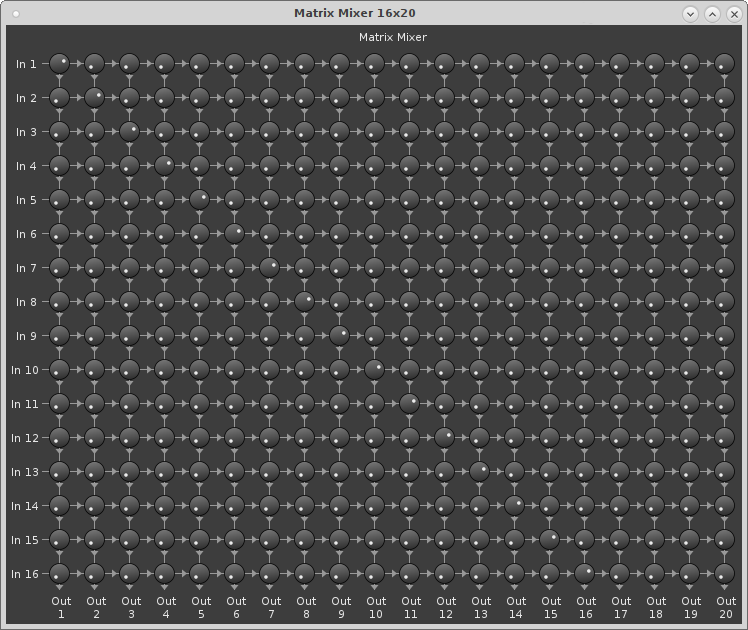 Matrix Mixer 16x20
Matrix Mixer
In 1
In 2
In 3
In 4
In 5
In 6
In 7
In 8
In 9
In 10
In 11
In 12
In 13
In 14
In 15
In 16
Out Out Out Out Out Out Out Out Out Out Out Out Out Out Out Out Out Out Out Out
1 2 3 4 5 6 7 8 9 10 11 12 13 14 15 16 17 18 19 20